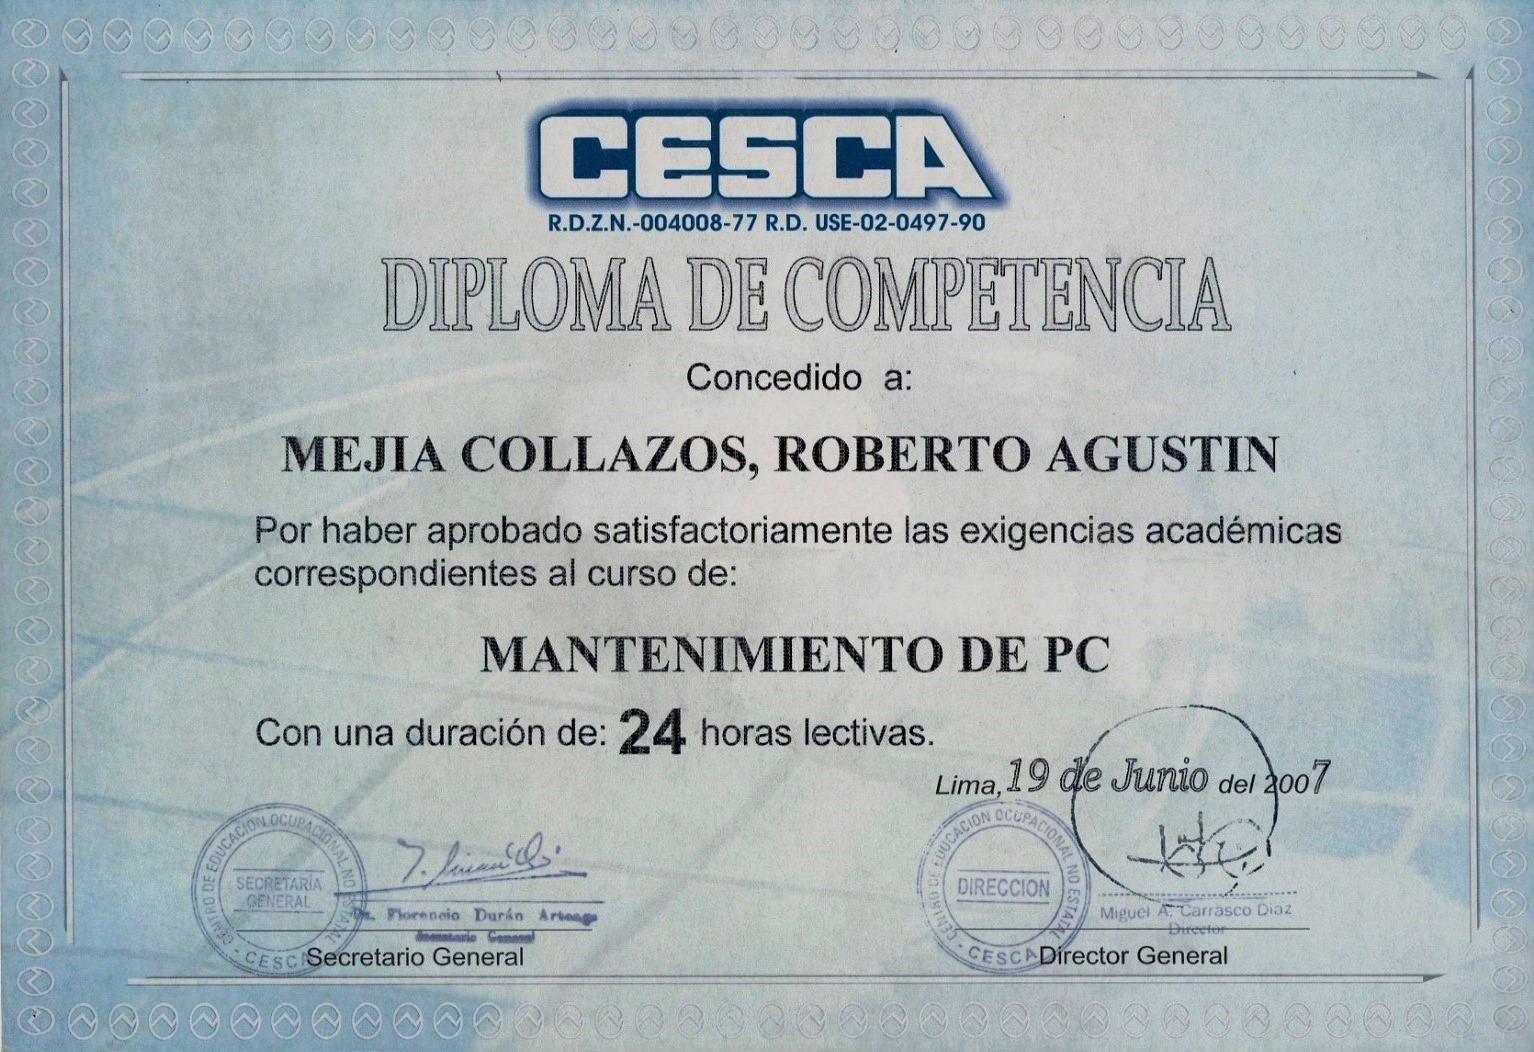 CESCA
R.D.Z.N.-004008-77 R.D. USE-02-0497-90
DIPLOMA DE COMPETENCIA
Concedido a:
MEJIA COLLAZOS, ROBERTO AGUSTIN
Por haber aprobado satisfactoriamente las exigencias académicas
correspondientes al curso de:
MANTENIMIENTO DE PC
Con una duración de: 24 horas lectivas.
Lima, 19 de Junio del 2007
CENTRO DE EDUCACION OCUPACIONAL NO ESTATAL
SECRETARÍA
GENERAL
- CESCA
Florencio Durán Arteaga
Secretario General
Secretario General
CENTRO DE EDUCACION OCUPACIONAL NO ESTATAL
DIRECCION
- CESCA
Miguel A. Carrasco Diaz
Director
Director General